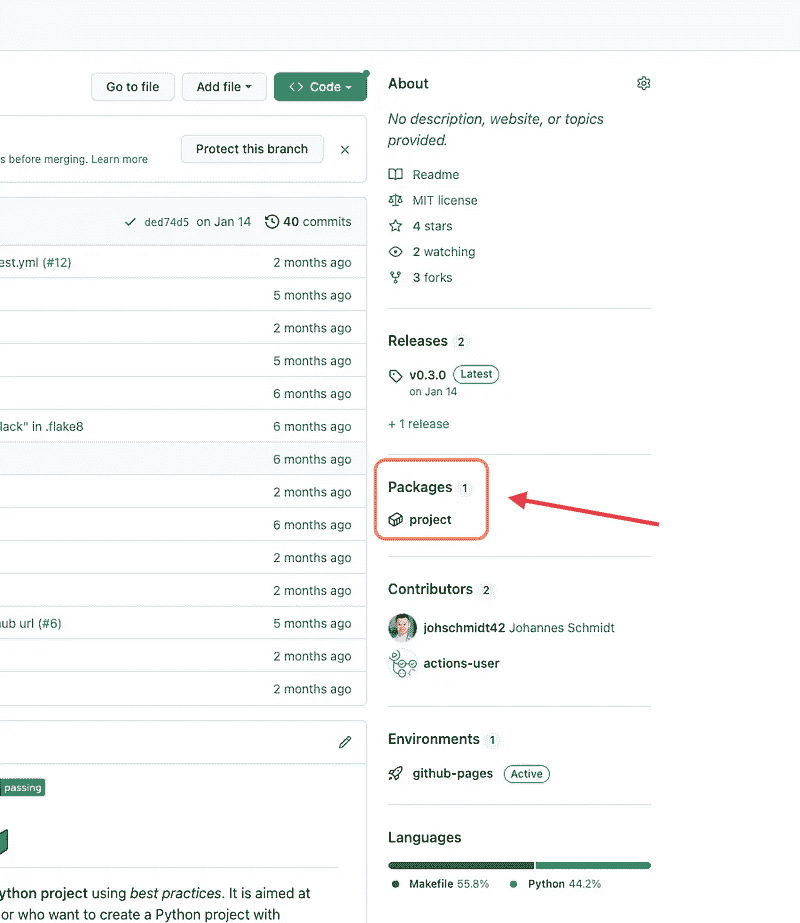 Go to file
Add file
<> Code
s before merging. Learn more
Protect this branch
×
ded74d5 on Jan 14 40 commits
est.yml (#12) 2 months ago
5 months ago
2 months ago
5 months ago
6 months ago
lack" in .flake8 6 months ago
6 months ago
2 months ago
6 months ago
2 months ago
2 months ago
ub url (#6) 5 months ago
2 months ago
2 months ago
passing
ython project using best practices. It is aimed at
or who want to create a Python project with
About
No description, website, or topics
provided.
Readme
MIT license
4 stars
2 watching
3 forks
Releases 2
v0.3.0 Latest
on Jan 14
+ 1 release
Packages 1
project
Contributors 2
johschmidt42 Johannes Schmidt
actions-user
Environments 1
github-pages Active
Languages
Makefile 55.8% Python 44.2%